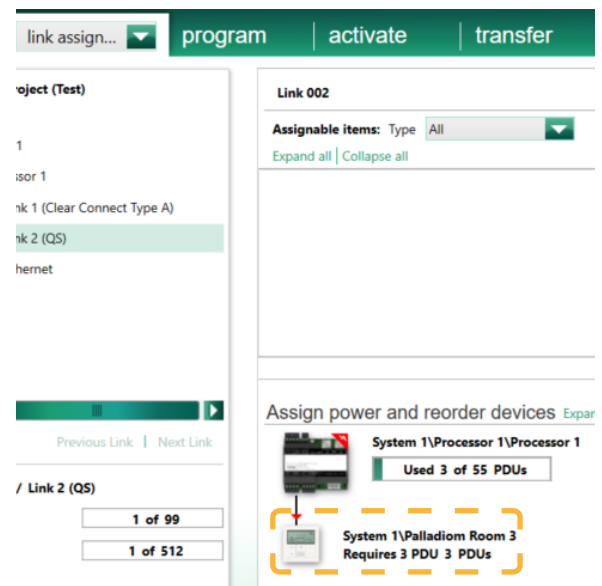 link assign...
program
activate
transfer
oject (Test)
1
ssor 1
nk 1 (Clear Connect Type A)
nk 2 (QS)
hernet
Previous Link | Next Link
/ Link 2 (QS)
1 of 99
1 of 512
Link 002
Assignable items: Type All
Expand all | Collapse all
Assign power and reorder devices Expan
System 1\Processor 1\Processor 1
Used 3 of 55 PDUs
System 1\Palladiom Room 3
Requires 3 PDU 3 PDUs